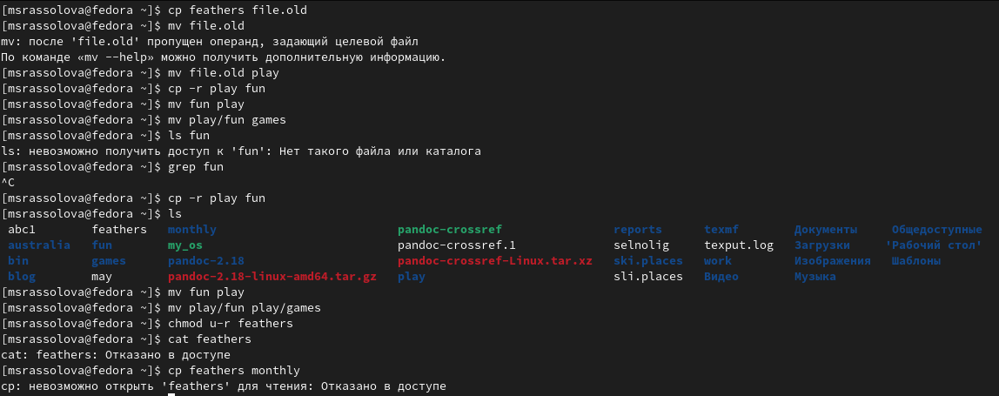 [msrassolova@fedora ~]$ cp feathers file.old
[msrassolova@fedora ~]$ mv file.old
mv: после 'file.old' пропущен операнд, задающий целевой файл
По команде «mv --help» можно получить дополнительную информацию.
[msrassolova@fedora ~]$ mv file.old play
[msrassolova@fedora ~]$ cp -r play fun
[msrassolova@fedora ~]$ mv fun play
[msrassolova@fedora ~]$ mv play/fun games
[msrassolova@fedora ~]$ ls fun
ls: невозможно получить доступ к 'fun': Нет такого файла или каталога
[msrassolova@fedora ~]$ grep fun
^C
[msrassolova@fedora ~]$ cp -r play fun
[msrassolova@fedora ~]$ ls
abc1 feathers monthly pandoc-crossref reports texmf Документы Общедоступные
australia fun my_os pandoc-crossref.1 selnolig texput.log Загрузки 'Рабочий стол'
bin games pandoc-2.18 pandoc-crossref-Linux.tar.xz ski.places work Изображения Шаблоны
blog may pandoc-2.18-linux-amd64.tar.gz play sli.places Видео Музыка
[msrassolova@fedora ~]$ mv fun play
[msrassolova@fedora ~]$ mv play/fun play/games
[msrassolova@fedora ~]$ chmod u-r feathers
[msrassolova@fedora ~]$ cat feathers
cat: feathers: Отказано в доступе
[msrassolova@fedora ~]$ cp feathers monthly
cp: невозможно открыть 'feathers' для чтения: Отказано в доступе